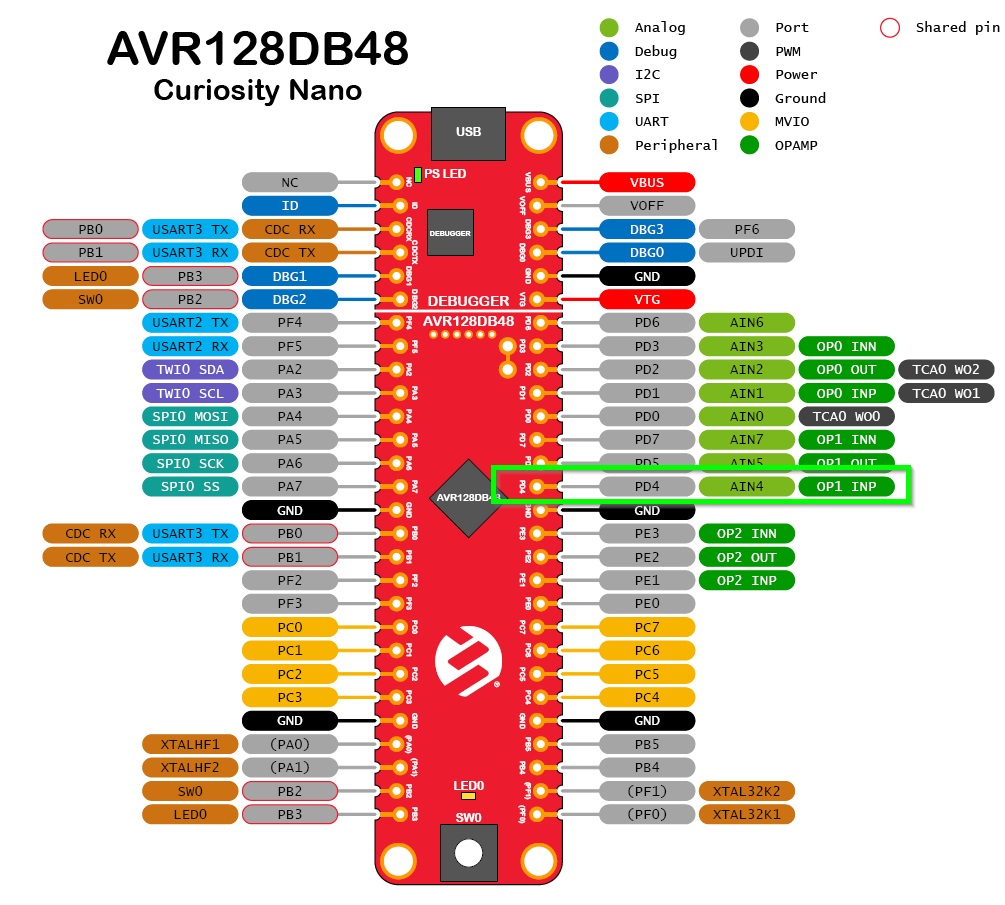 AVR128DB48
Curiosity Nano
Analog Port Shared pin
Debug PWM
I2C Power
SPI Ground
UART MVIO
Peripheral OPAMP
USB
PS LED
NC NC VBUS VBUS
ID ID VOFF VOFF
PB0 USART3 TX CDC RX CDCRX DEBUGGER DBG3 DBG3 PF6
PB1 USART3 RX CDC TX CDCTX DBG0 DBG0 UPDI
LED0 PB3 DBG1 DBG1 GND GND
SW0 PB2 DBG2 DBG2 DEBUGGER VTG VTG
USART2 TX PF4 PF4 AVR128DB48 PD6 PD6 AIN6
USART2 RX PF5 PF5 PD3 PD3 AIN3 OP0 INN
TWI0 SDA PA2 PA2 PD2 PD2 AIN2 OP0 OUT TCA0 WO2
TWI0 SCL PA3 PA3 PD1 PD1 AIN1 OP0 INP TCA0 WO1
SPI0 MOSI PA4 PA4 PD0 PD0 AIN0 TCA0 WO0
SPI0 MISO PA5 PA5 PD7 PD7 AIN7 OP1 INN
SPI0 SCK PA6 PA6 PD5 AIN5 OP1 OUT
SPI0 SS PA7 PA7 AVR128DB48 PD4 PD4 AIN4 OP1 INP
GND GND GND GND
CDC RX USART3 TX PB0 PB0 PE3 PE3 OP2 INN
CDC TX USART3 RX PB1 PB1 PE2 PE2 OP2 OUT
PF2 PF2 PE1 PE1 OP2 INP
PF3 PF3 PE0 PE0
PC0 PC0 PC7 PC7
PC1 PC1 PC6 PC6
PC2 PC2 PC5 PC5
PC3 PC3 PC4 PC4
GND GND GND GND
XTALHF1 (PA0) (PA0) PB5 PB5
XTALHF2 (PA1) (PA1) PB4 PB4
SW0 PB2 PB2 LED0 (PF1) (PF1) XTAL32K2
LED0 PB3 PB3 SW0 (PF0) (PF0) XTAL32K1